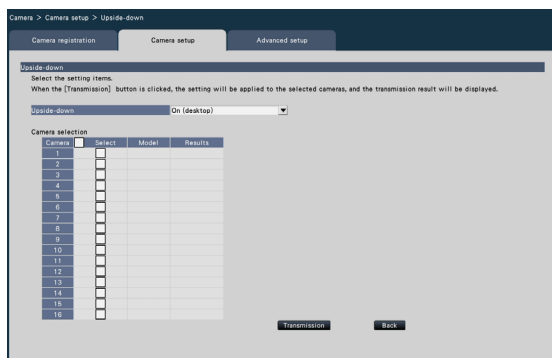 Camera > Camera setup > Upside-down
Camera registration Camera setup Advanced setup
Upside-down
Select the setting items.
When the [Transmission] button is clicked, the setting will be applied to the selected cameras, and the transmission result will be displayed.
Upside-down On (desktop)
Camera selection
Camera Select Model Results
1
2
3
4
5
6
7
8
9
10
11
12
13
14
15
16
Transmission Back